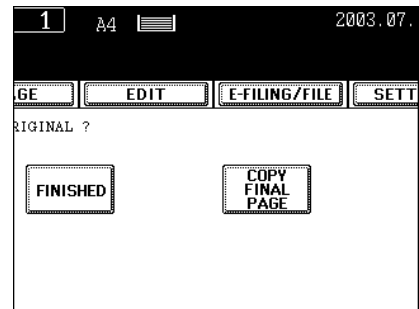 1 A4 2003.07.
.GE EDIT E-FILING/FILE SETT
RIGINAL ?
FINISHED COPY FINAL PAGE